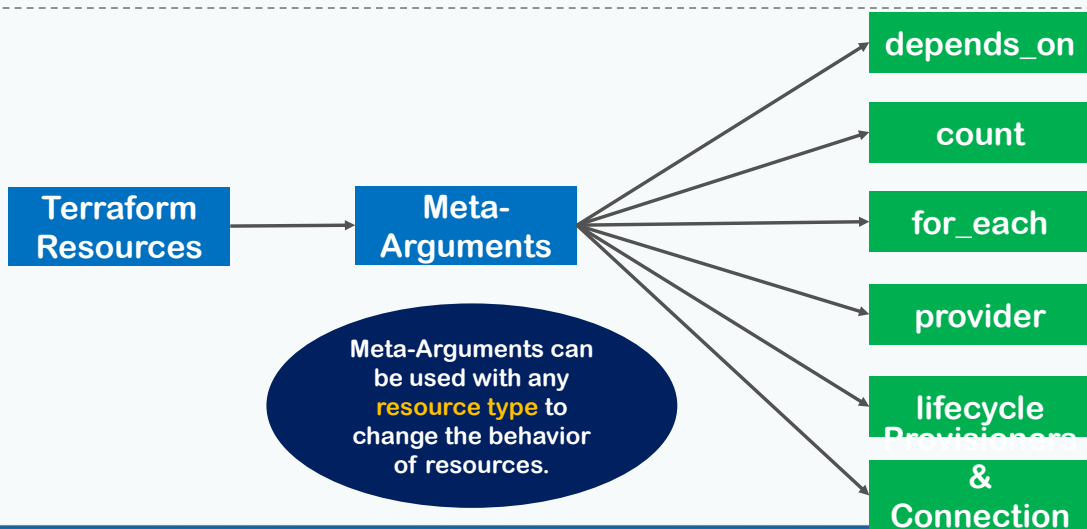 depends_on
count
Terraform
Resources
Meta-
Arguments
for_each
provider
Meta-Arguments can
be used with any
resource type to
change the behavior
of resources.
lifecycle
Provisioners
&
Connection